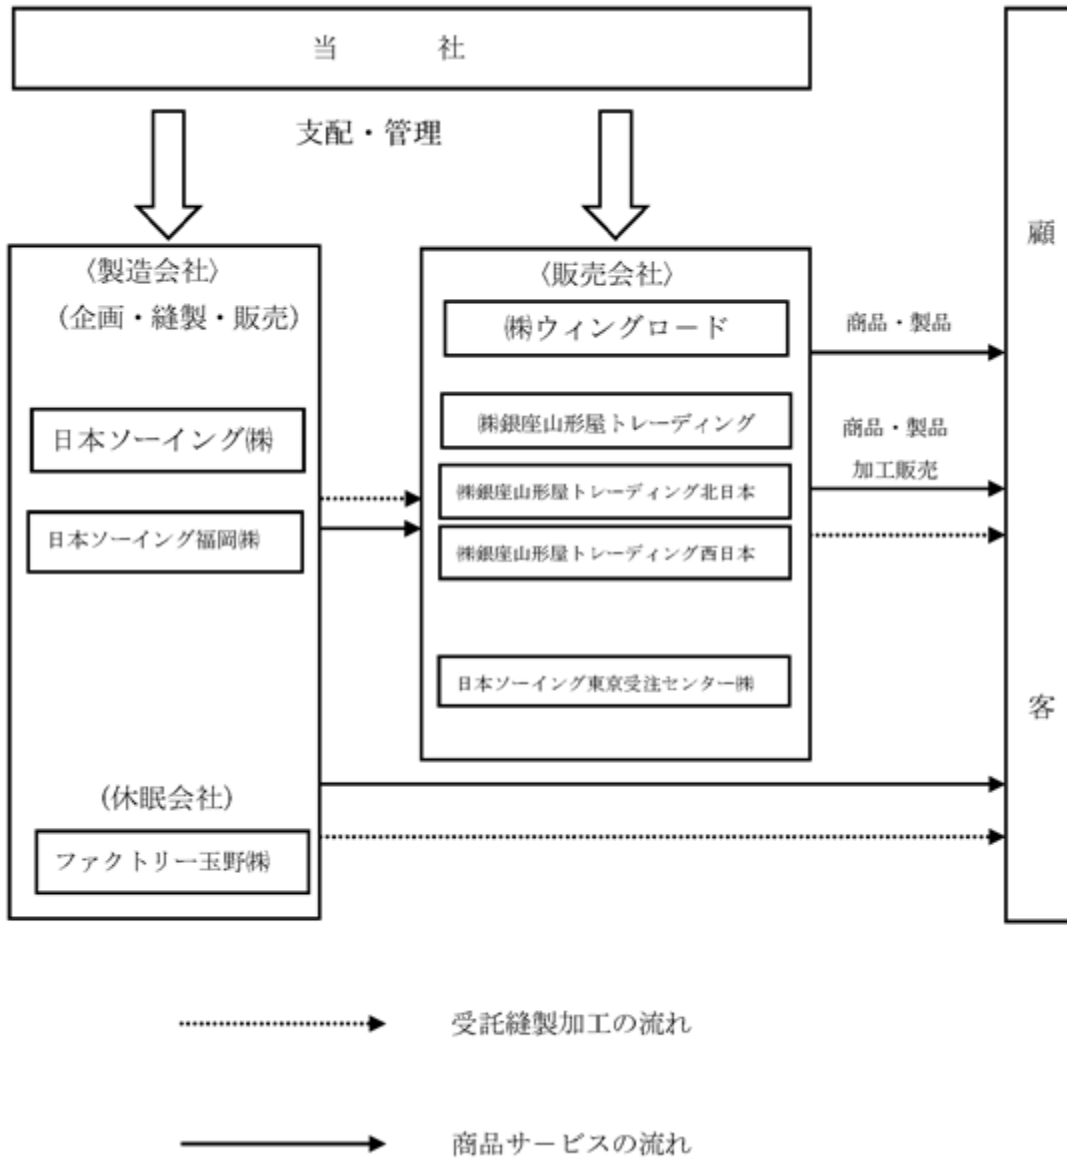 当 社
支配・管理
〈製造会社〉
(企画・縫製・販売)
日本ソーイング㈱
日本ソーイング福岡㈱
(休眠会社)
ファクトリー玉野㈱
〈販売会社〉
㈱ウィングロード
㈱銀座山形屋トレーディング
㈱銀座山形屋トレーディング北日本
㈱銀座山形屋トレーディング西日本
日本ソーイング東京受注センター㈱
商品・製品
商品・製品
加工販売
顧
客
受託縫製加工の流れ
商品サービスの流れ